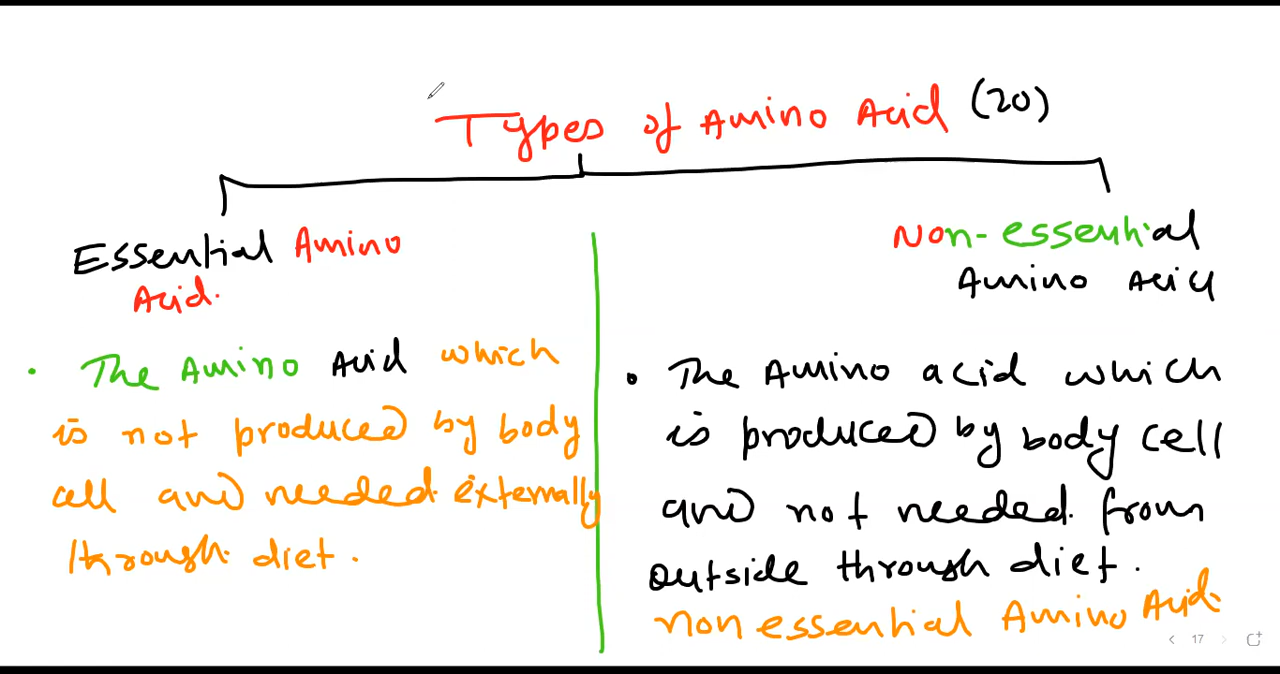 Types of Amino Acid (20)
Essential Amino
Acid.
• The Amino Acid which
is not produced by body
cell and needed externally
through diet.
Non-essential
Amino Acid
• The Amino acid which
is produced by body cell
and not needed from
outside through diet.
non essential Amino Acid.
17